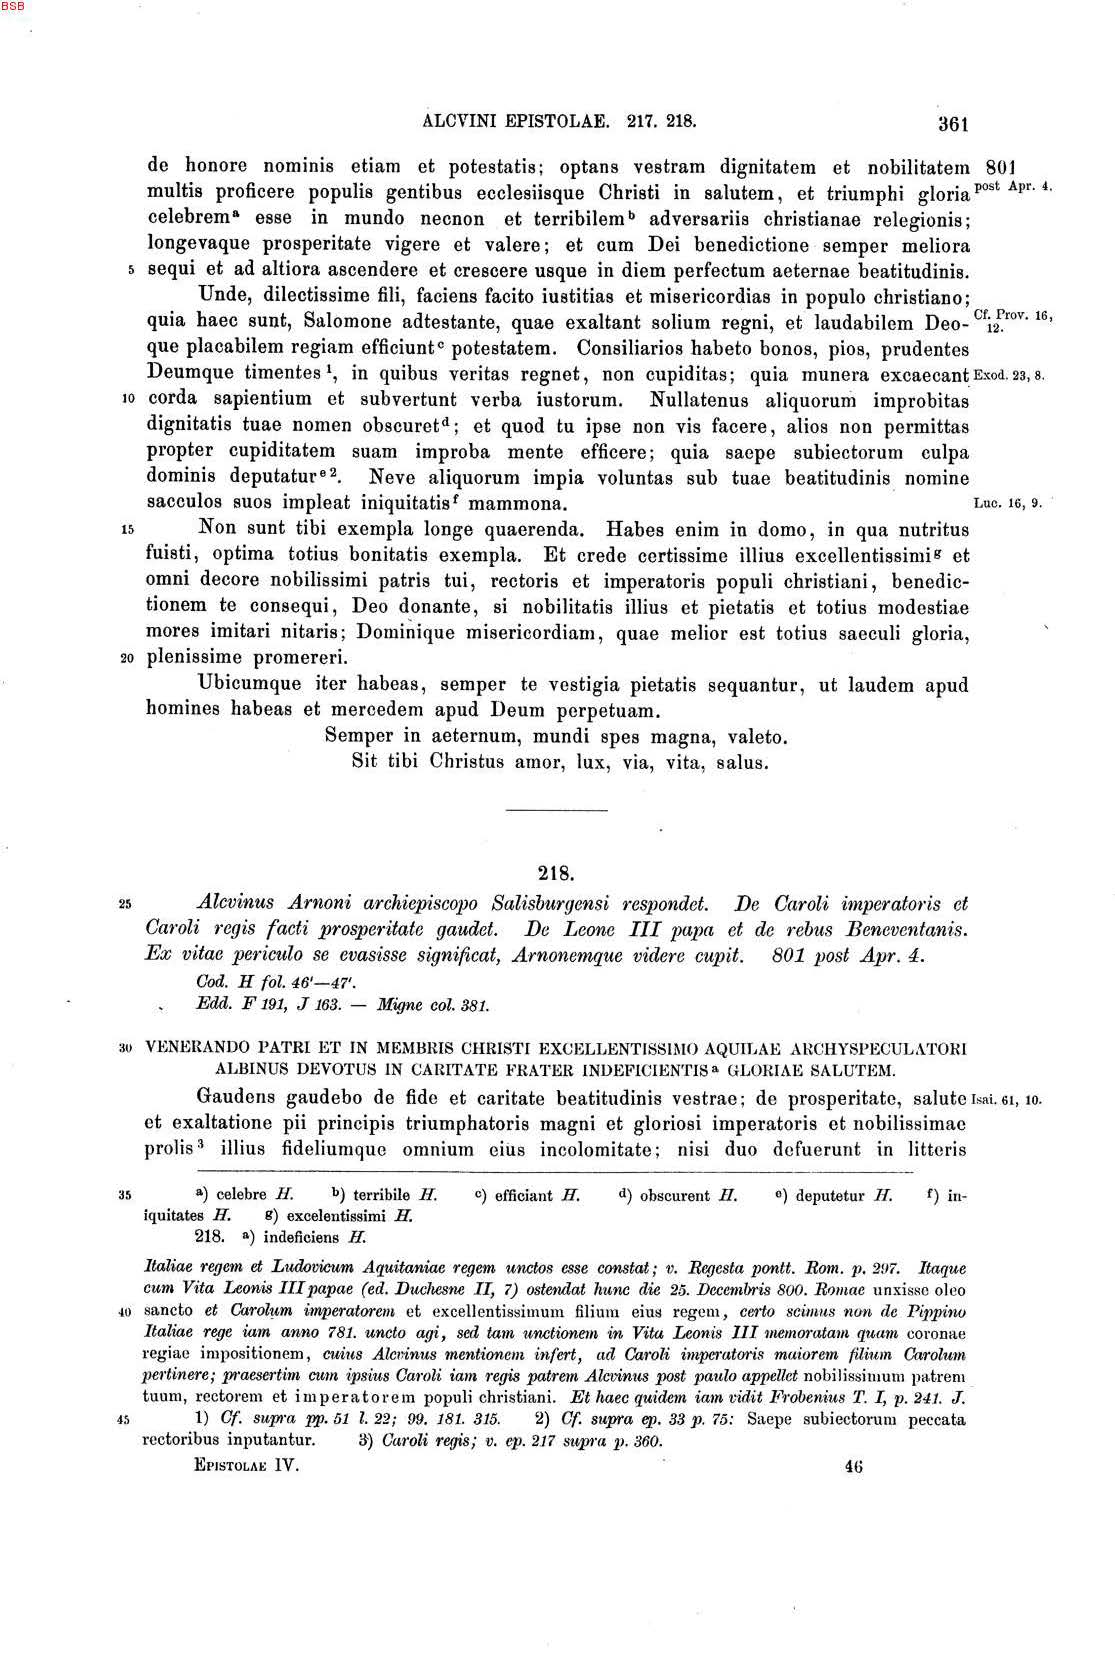 BSB
ALCVINI EPISTOLAE. 217. 218. 361
de honore nominis etiam et potestatis; optans vestram dignitatem et nobilitatem 801
multis proficere populis gentibus ecclesiisque Christi in salutem, et triumphi gloria post Apr. 4.
celebremᵃ esse in mundo necnon et terribilemᵇ adversariis christianae relegionis;
longevaque prosperitate vigere et valere; et cum Dei benedictione semper meliora
5 sequi et ad altiora ascendere et crescere usque in diem perfectum aeternae beatitudinis.
Unde, dilectissime fili, faciens facito iustitias et misericordias in populo christiano;
quia haec sunt, Salomone adtestante, quae exaltant solium regni, et laudabilem Deo- Cf. Prov. 16, 12.
que placabilem regiam efficiuntᶜ potestatem. Consiliarios habeto bonos, pios, prudentes
Deumque timentes¹, in quibus veritas regnet, non cupiditas; quia munera excaecant Exod. 23, 8.
10 corda sapientium et subvertunt verba iustorum. Nullatenus aliquorum improbitas
dignitatis tuae nomen obscuretᵈ; et quod tu ipse non vis facere, alios non permittas
propter cupiditatem suam improba mente efficere; quia saepe subiectorum culpa
dominis deputaturᵉ². Neve aliquorum impia voluntas sub tuae beatitudinis nomine
sacculos suos impleat iniquitatisᶠ mammona. Luc. 16, 9.
15 Non sunt tibi exempla longe quaerenda. Habes enim in domo, in qua nutritus
fuisti, optima totius bonitatis exempla. Et crede certissime illius excellentissimiᵍ et
omni decore nobilissimi patris tui, rectoris et imperatoris populi christiani, benedic-
tionem te consequi, Deo donante, si nobilitatis illius et pietatis et totius modestiae
mores imitari nitaris; Dominique misericordiam, quae melior est totius saeculi gloria,
20 plenissime promereri.
Ubicumque iter habeas, semper te vestigia pietatis sequantur, ut laudem apud
homines habeas et mercedem apud Deum perpetuam.
Semper in aeternum, mundi spes magna, valeto.
Sit tibi Christus amor, lux, via, vita, salus.
218.
25 Alcvinus Arnoni archiepiscopo Salisburgensi respondet. De Caroli imperatoris et
Caroli regis facti prosperitate gaudet. De Leone III papa et de rebus Beneventanis.
Ex vitae periculo se evasisse significat, Arnonemque videre cupit. 801 post Apr. 4.
Cod. H fol. 46'—47'.
Edd. F 191, J 163. — Migne col. 381.
30 VENERANDO PATRI ET IN MEMBRIS CHRISTI EXCELLENTISSIMO AQUILAE ARCHYSPECULATORI
ALBINUS DEVOTUS IN CARITATE FRATER INDEFICIENTISᵃ GLORIAE SALUTEM.
Gaudens gaudebo de fide et caritate beatitudinis vestrae; de prosperitate, salute Isai. 61, 10.
et exaltatione pii principis triumphatoris magni et gloriosi imperatoris et nobilissimae
prolis³ illius fideliumque omnium eius incolomitate; nisi duo defuerunt in litteris
35 a) celebre H. b) terribile H. c) efficiant H. d) obscurent H. e) deputetur H. f) in-
iquitates H. g) excelentissimi H.
218. a) indeficiens H.
Italiae regem et Ludovicum Aquitaniae regem unctos esse constat; v. Regesta pontt. Rom. p. 297. Itaque
cum Vita Leonis III papae (ed. Duchesne II, 7) ostendat hunc die 25. Decembris 800. Romae unxisse oleo
40 sancto et Carolum imperatorem et excellentissimum filium eius regem, certo scimus non de Pippino
Italiae rege iam anno 781. uncto agi, sed tam unctionem in Vita Leonis III memoratam quam coronae
regiae impositionem, cuius Alcvinus mentionem infert, ad Caroli imperatoris maiorem filium Carolum
pertinere; praesertim cum ipsius Caroli iam regis patrem Alcvinus post paulo appellet nobilissimum patrem
tuum, rectorem et imperatorem populi christiani. Et haec quidem iam vidit Frobenius T. I, p. 241. J.
45 1) Cf. supra pp. 51 l. 22; 99. 181. 315. 2) Cf. supra ep. 33 p. 75: Saepe subiectorum peccata
rectoribus inputantur. 3) Caroli regis; v. ep. 217 supra p. 360.
EPISTOLAE IV. 46